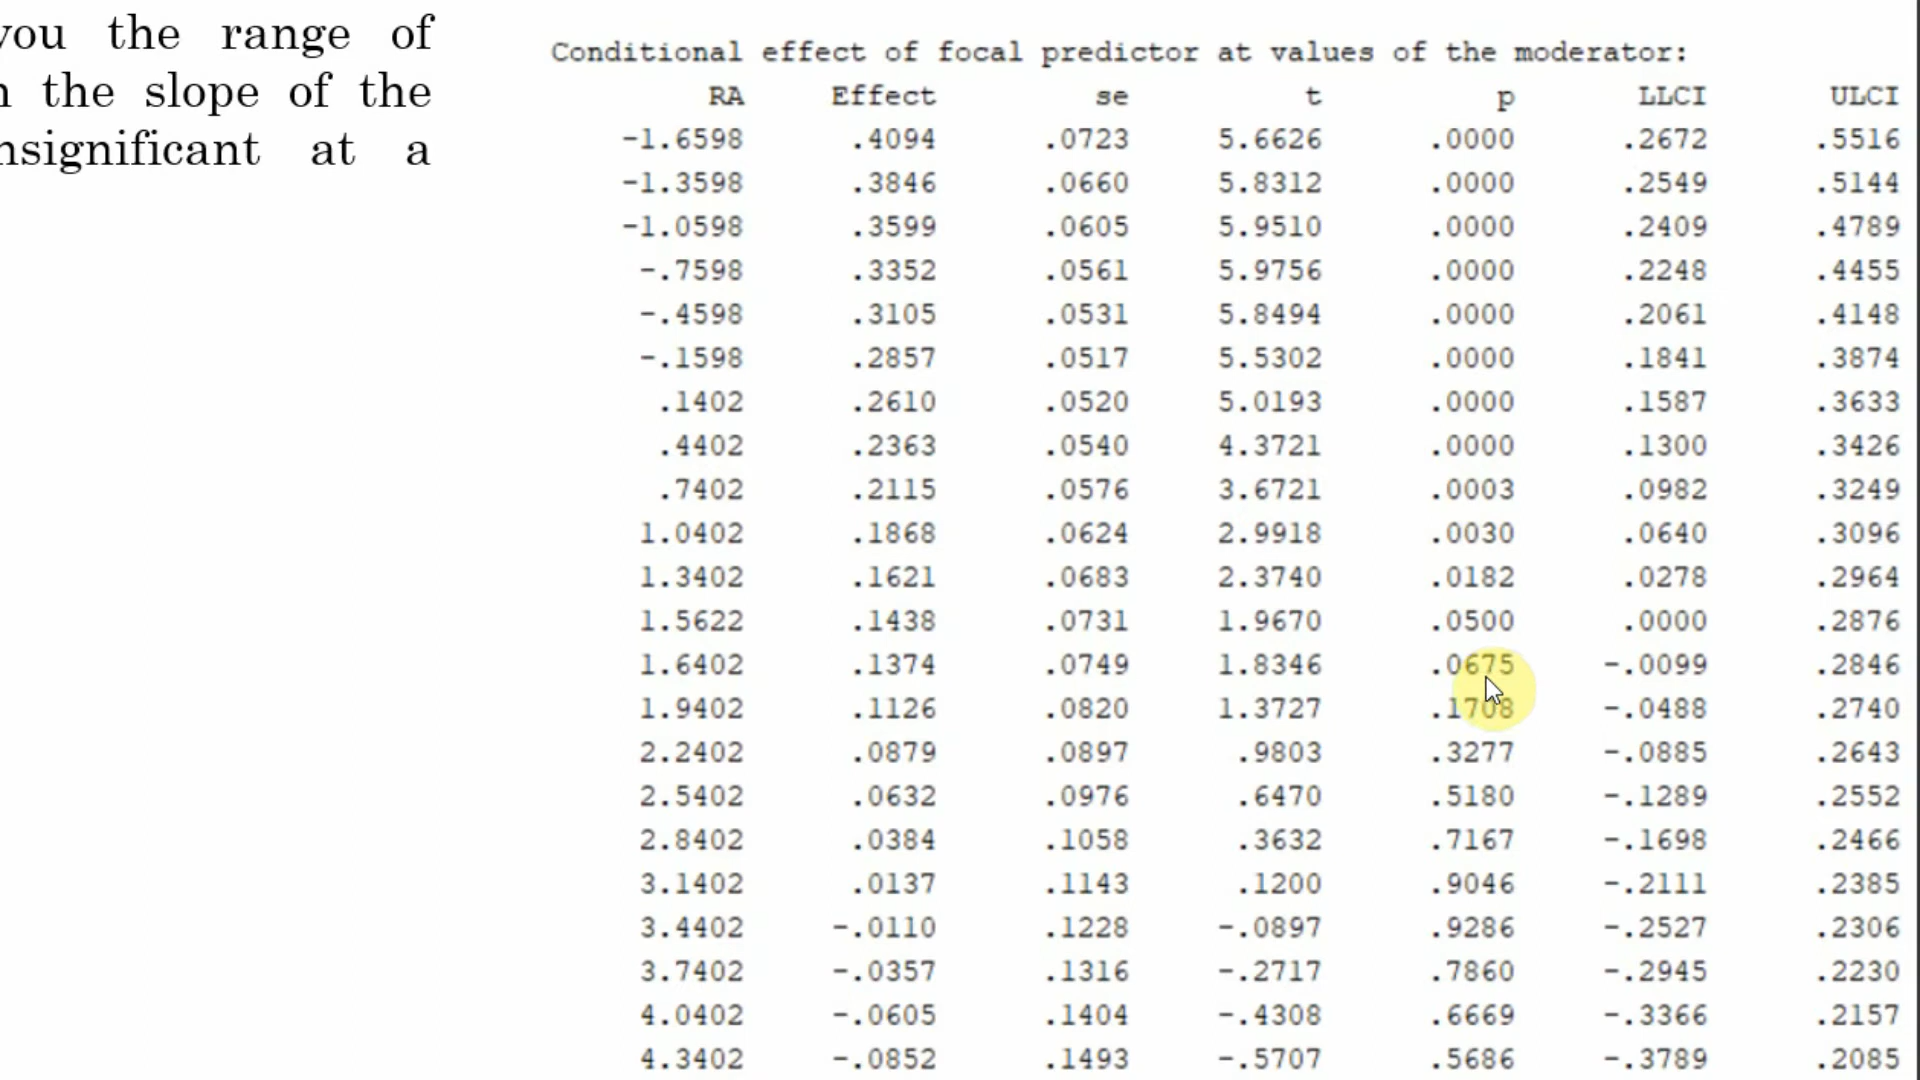 you the range of
the slope of the
at a
Conditional effect of focal predictor at values of the moderator:
RA Effect se t p LLCI ULCI
-1.6598 .4094 .0723 5.6626 .0000 .2672 .5516
-1.3598 .3846 .0660 5.8312 .0000 .2549 .5144
-1.0598 .3599 .0605 5.9510 .0000 .2409 .4789
-.7598 .3352 .0561 5.9756 .0000 .2248 .4455
-.4598 .3105 .0531 5.8494 .0000 .2061 .4148
-.1598 .2857 .0517 5.5302 .0000 .1841 .3874
.1402 .2610 .0520 5.0193 .0000 .1587 .3633
.4402 .2363 .0540 4.3721 .0000 .1300 .3426
.7402 .2115 .0576 3.6721 .0003 .0982 .3249
1.0402 .1868 .0624 2.9918 .0030 .0640 .3096
1.3402 .1621 .0683 2.3740 .0182 .0278 .2964
1.5622 .1438 .0731 1.9670 .0500 .0000 .2876
1.6402 .1374 .0749 1.8346 .0675 -.0099 .2846
1.9402 .1126 .0820 1.3727 .1708 -.0488 .2740
2.2402 .0879 .0897 .9803 .3277 -.0885 .2643
2.5402 .0632 .0976 .6470 .5180 -.1289 .2552
2.8402 .0384 .1058 .3632 .7167 -.1698 .2466
3.1402 .0137 .1143 .1200 .9046 -.2111 .2385
3.4402 -.0110 .1228 -.0897 .9286 -.2527 .2306
3.7402 -.0357 .1316 -.2717 .7860 -.2945 .2230
4.0402 -.0605 .1404 -.4308 .6669 -.3366 .2157
4.3402 -.0852 .1493 -.5707 .5686 -.3789 .2085